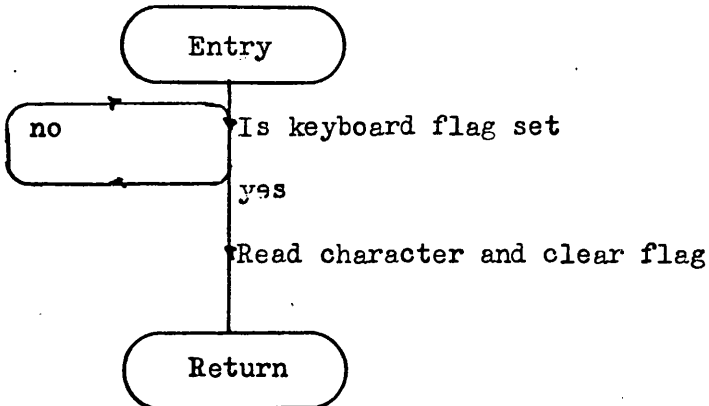 Entry
no
Is keyboard flag set
yes
Read character and clear flag
Return